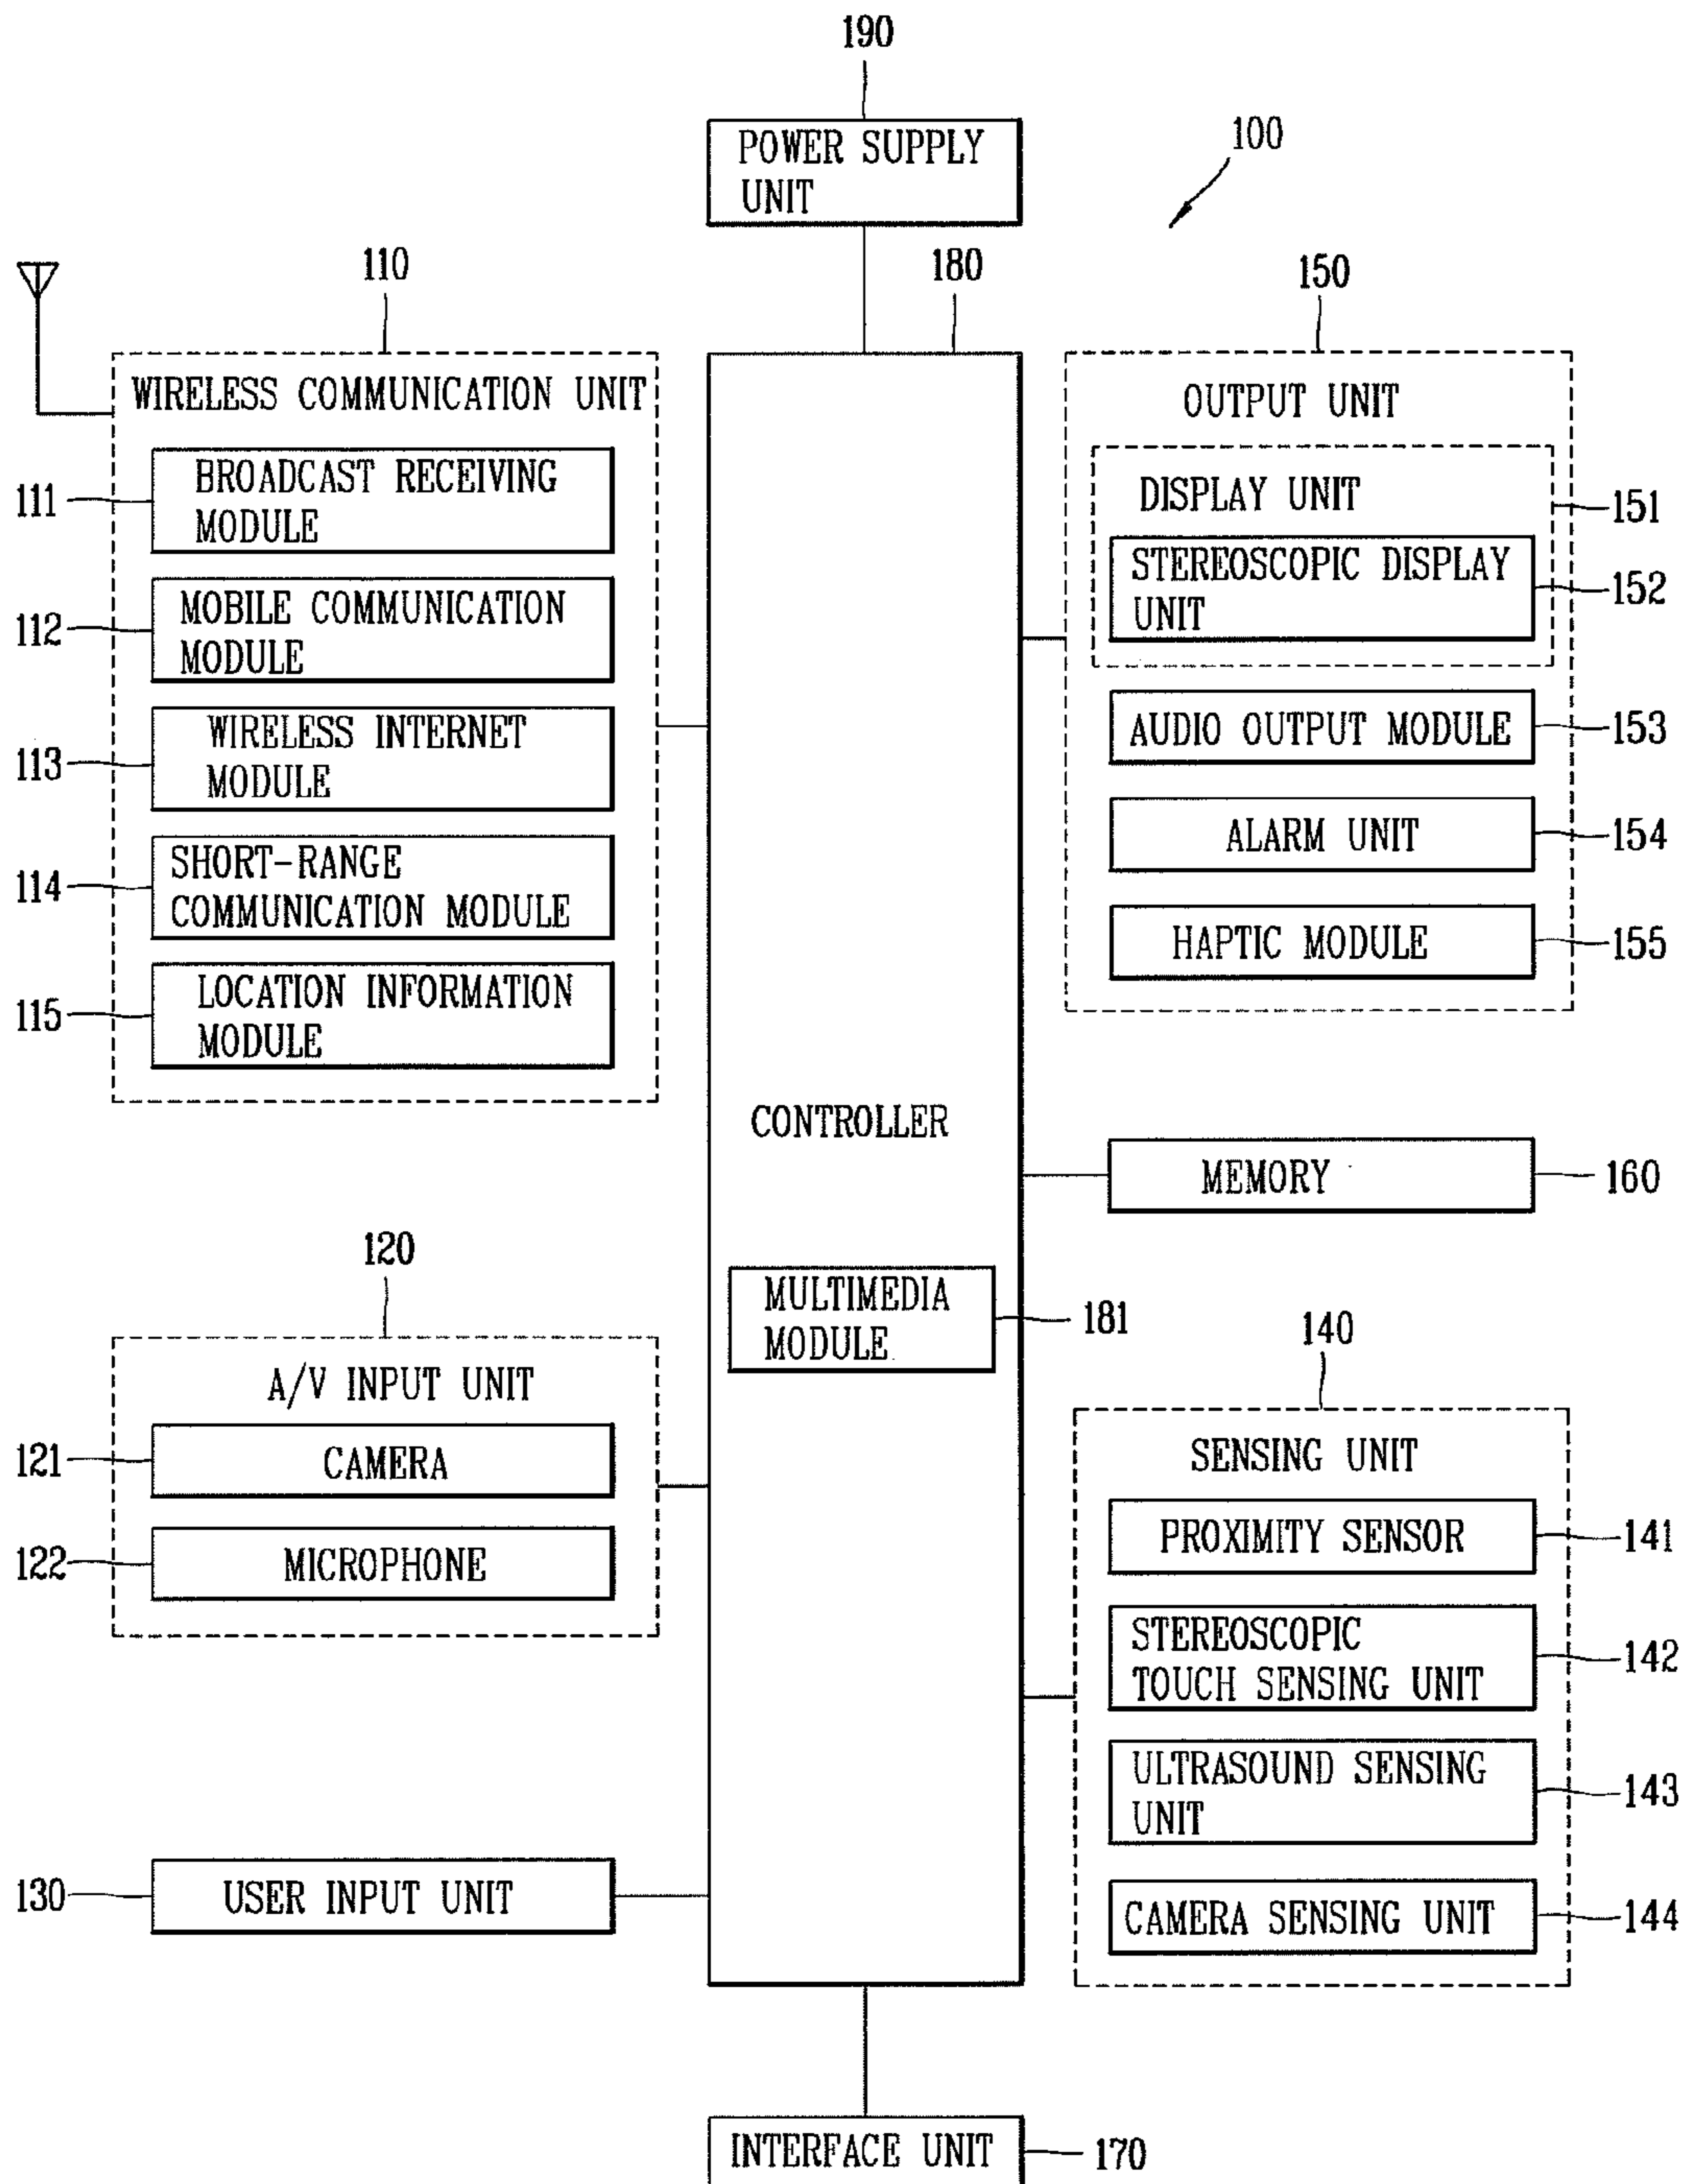 190
POWER SUPPLY
UNIT
100
110
180
150
WIRELESS COMMUNICATION UNIT
111
BROADCAST RECEIVING
MODULE
112
MOBILE COMMUNICATION
MODULE
113
WIRELESS INTERNET
MODULE
114
SHORT-RANGE
COMMUNICATION MODULE
115
LOCATION INFORMATION
MODULE
OUTPUT UNIT
DISPLAY UNIT
151
STEREOSCOPIC DISPLAY
UNIT
152
AUDIO OUTPUT MODULE
153
ALARM UNIT
154
HAPTIC MODULE
155
CONTROLLER
MEMORY
160
MULTIMEDIA
MODULE
181
120
A/V INPUT UNIT
121
CAMERA
122
MICROPHONE
140
SENSING UNIT
PROXIMITY SENSOR
141
STEREOSCOPIC
TOUCH SENSING UNIT
142
ULTRASOUND SENSING
UNIT
143
CAMERA SENSING UNIT
144
130
USER INPUT UNIT
INTERFACE UNIT
170